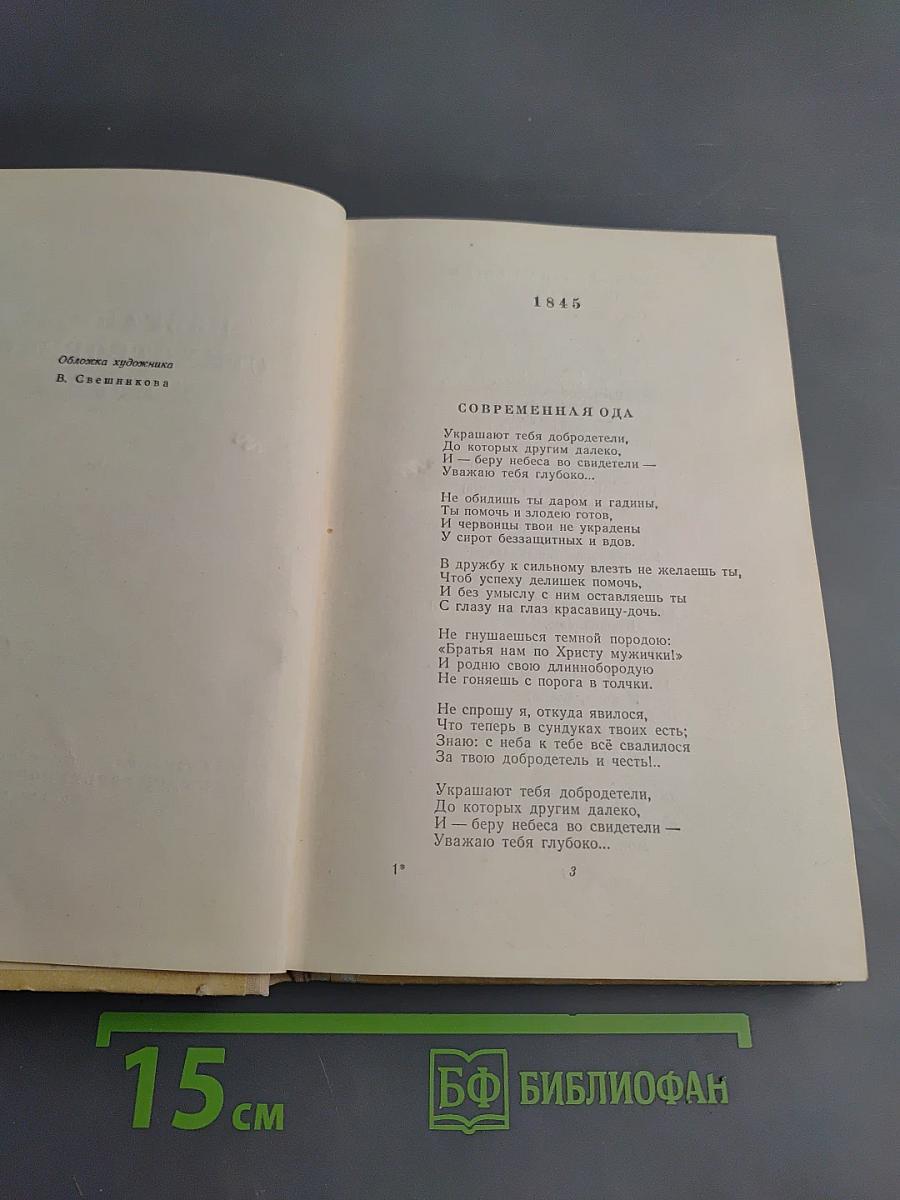 Обложка художника
В. Свешникова
1845
СОВРЕМЕННАЯ ОДА
Украшают тебя добродетели,
До которых другим далеко,
И — беру небеса во свидетели —
Уважаю тебя глубоко...
Не обидишь ты даром и гадины,
Ты помочь и злодею готов,
И червонцы твои не украдены
У сирот беззащитных и вдов.
В дружбу к сильному влезть не желаешь ты,
Чтоб успеху делишек помочь,
И без умыслу с ним оставляешь ты
С глазу на глаз красавицу-дочь.
Не гнушаешься темной породою:
«Братья нам по Христу мужички!»
И родню свою длиннобородую
Не гоняешь с порога в толчки.
Не спрошу я, откуда явилося,
Что теперь в сундуках твоих есть;
Знаю: с неба к тебе всё свалилося
За твою добродетель и честь!..
Украшают тебя добродетели,
До которых другим далеко,
И — беру небеса во свидетели —
Уважаю тебя глубоко...
1*
3
15 см
БФ БИБЛИОФАН